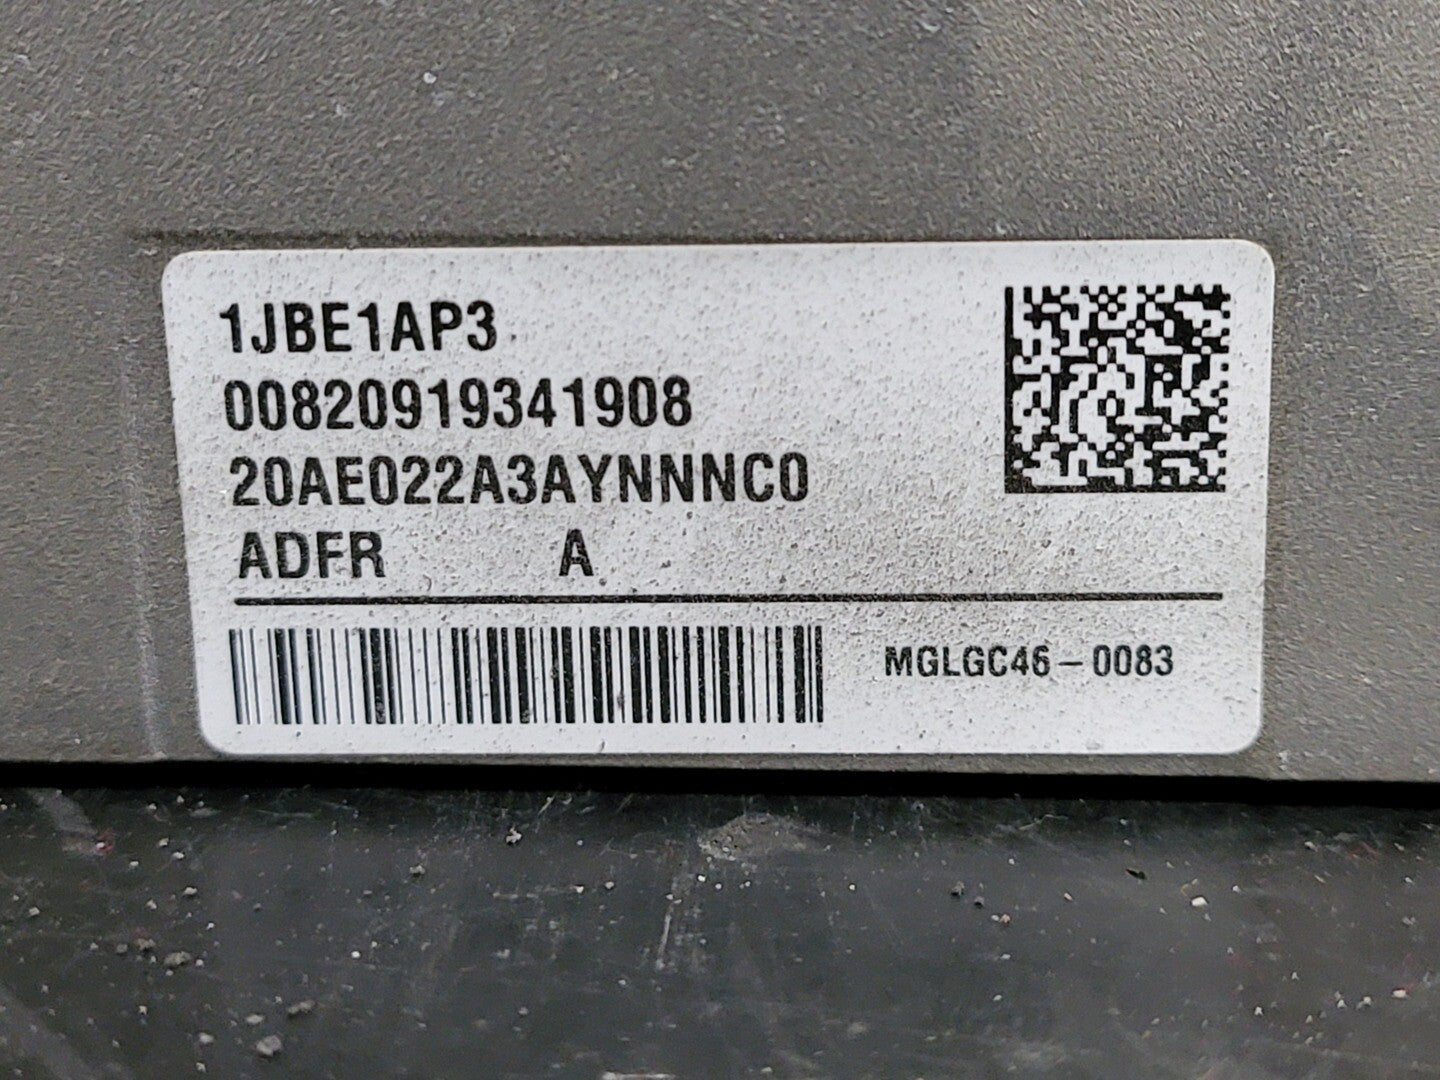 1JBE1AP3
00820919341908
20AE022A3AYNNNC0
ADFR A
MGLGC46-0083